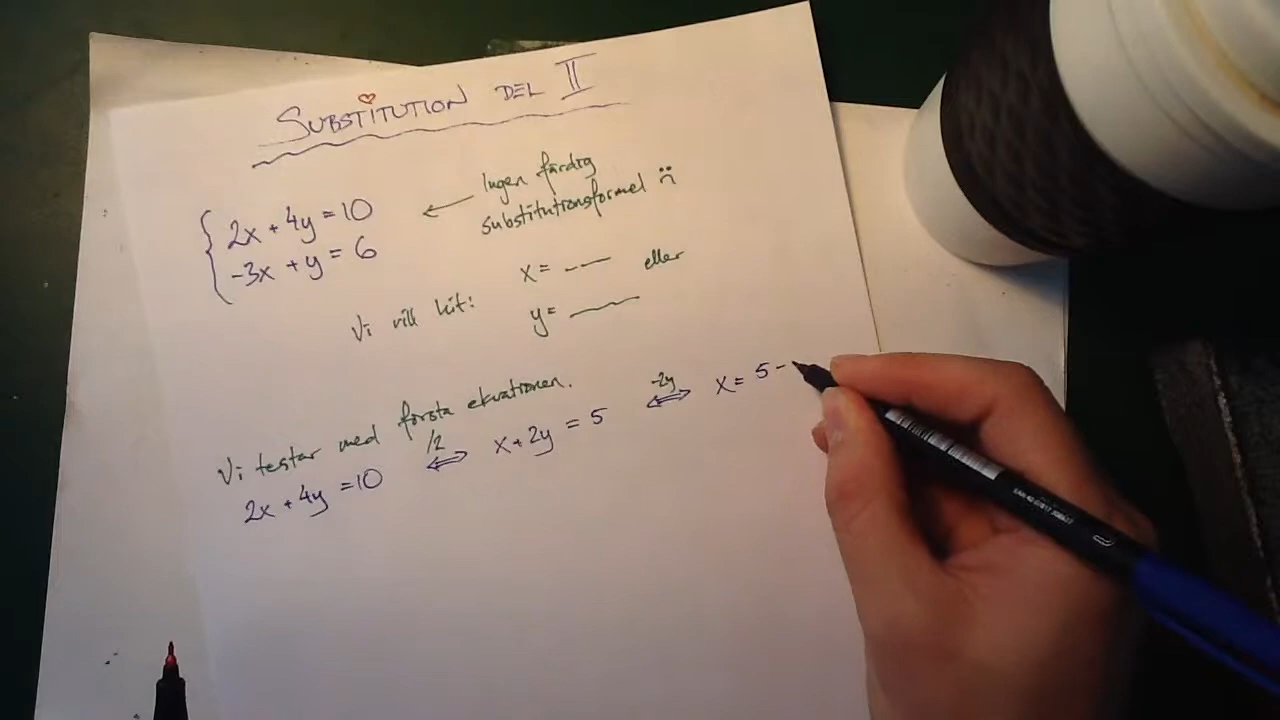 SUBSTITUTION DEL II
2x + 4y = 10
-3x + y = 6
Ingen färdig
substitutionsformel
Vi vill hit:
x = --- eller
y = ---
Vi testar med första ekvationen.
2x + 4y = 10 /2 ⇔ x + 2y = 5 -2y ⇔ x = 5 -